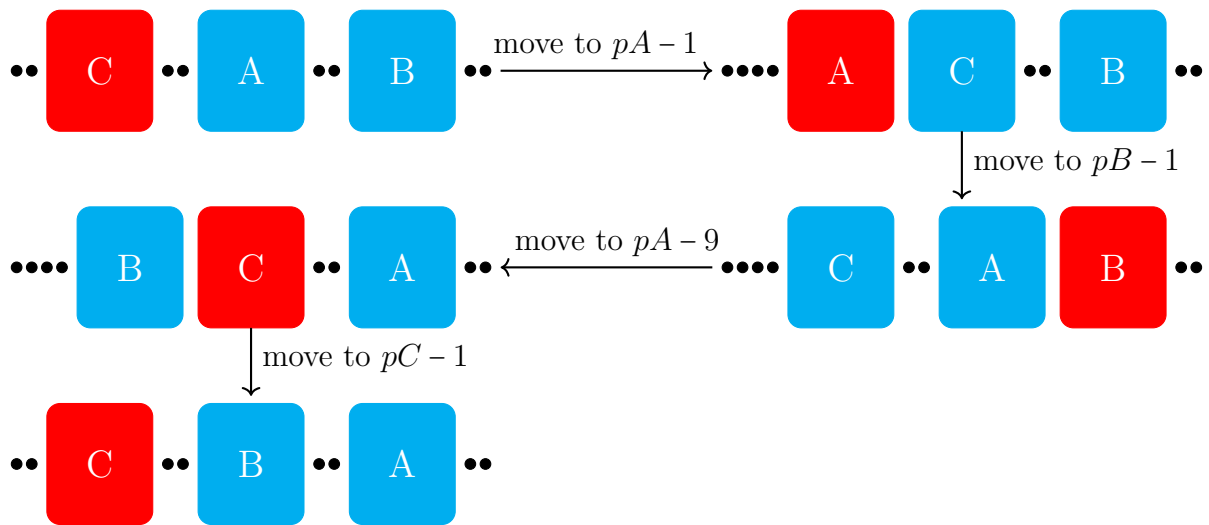 C A B
move to pA − 1
A C B
move to pB − 1
B C A
move to pA − 9
C A B
move to pC − 1
C B A